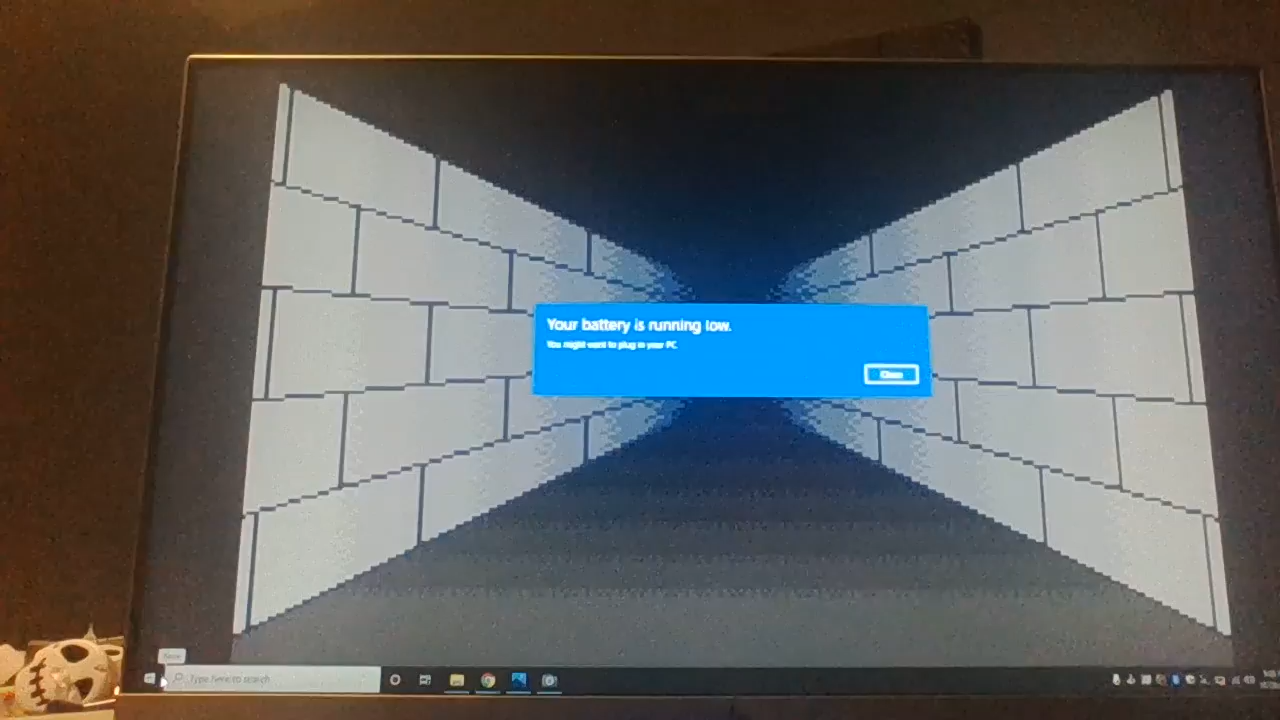 Your battery is running low.
You might want to plug in your PC.
Close
Type here to search